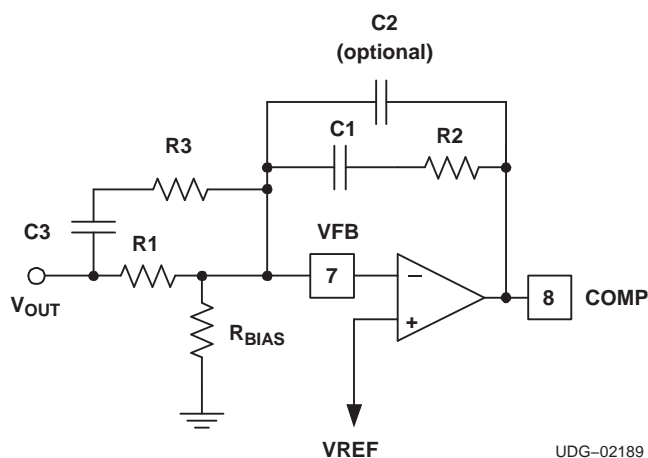 C2
(optional)
C1
R2
R3
C3
R1
VFB
7
−
+
8
COMP
VOUT
RBIAS
VREF
UDG–02189